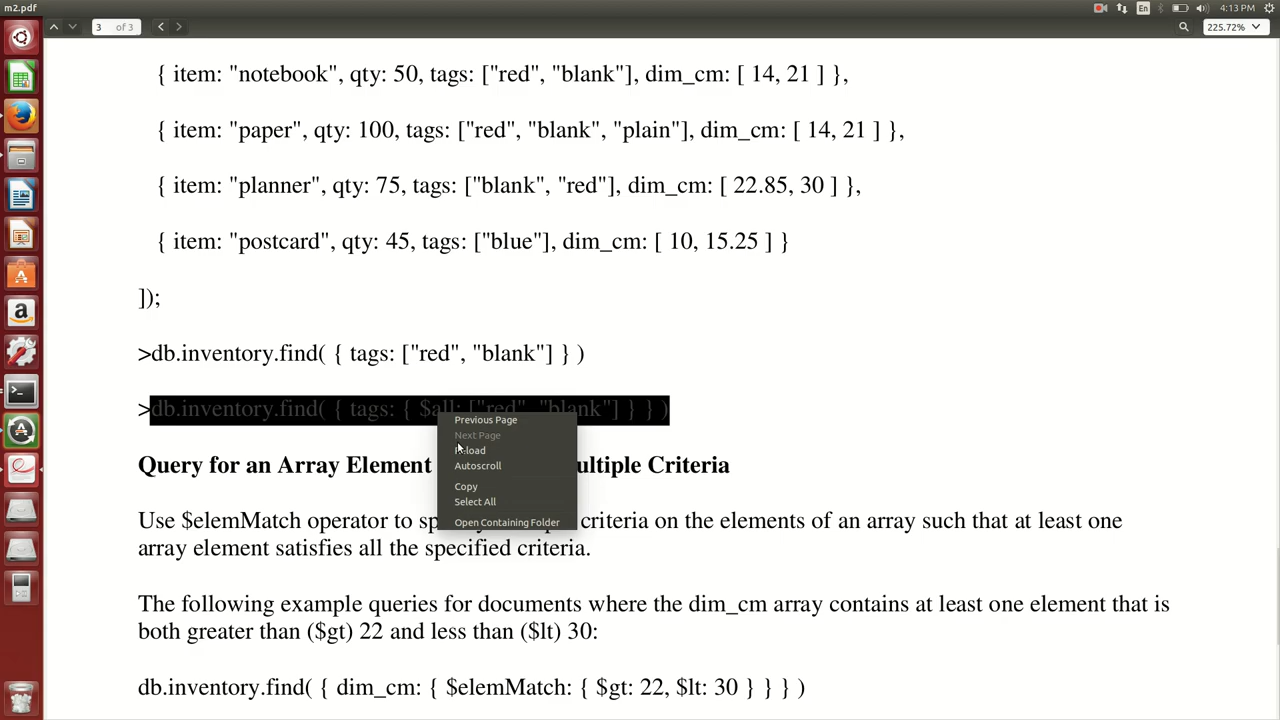 m2.pdf
En
4:13 PM
3 of 3
225.72%
{ item: "notebook", qty: 50, tags: ["red", "blank"], dim_cm: [ 14, 21 ] },
{ item: "paper", qty: 100, tags: ["red", "blank", "plain"], dim_cm: [ 14, 21 ] },
{ item: "planner", qty: 75, tags: ["blank", "red"], dim_cm: [ 22.85, 30 ] },
{ item: "postcard", qty: 45, tags: ["blue"], dim_cm: [ 10, 15.25 ] }
]);
>db.inventory.find( { tags: ["red", "blank"] } )
>db.inventory.find( { tags: { $all: ["red", "blank"] } } )
Previous Page
Next Page
Reload
Autoscroll
Copy
Select All
Open Containing Folder
Query for an Array Element ultiple Criteria
Use $elemMatch operator to sp criteria on the elements of an array such that at least one
array element satisfies all the specified criteria.
The following example queries for documents where the dim_cm array contains at least one element that is
both greater than ($gt) 22 and less than ($lt) 30:
db.inventory.find( { dim_cm: { $elemMatch: { $gt: 22, $lt: 30 } } } )